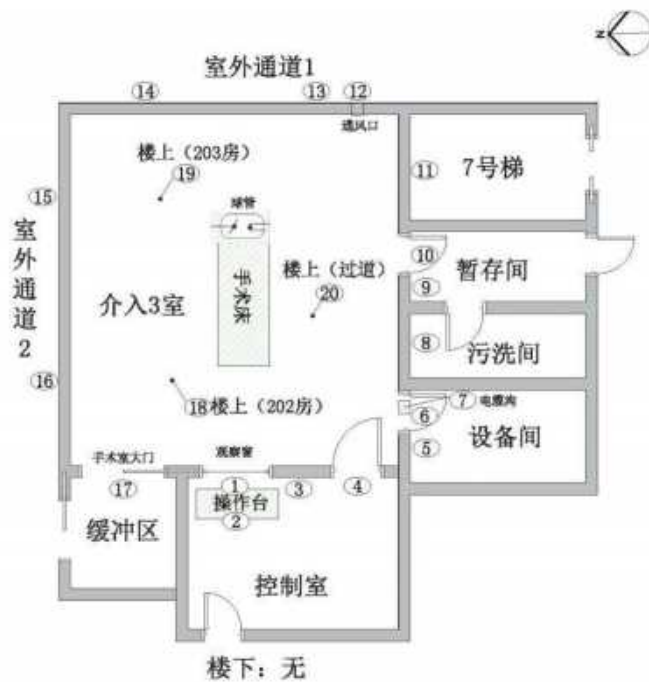 N
室外通道1
14
13
12
通风口
楼上（203房）
19
11
7号梯
15
球管
室外通道2
手术床
楼上（过道）
20
10
暂存间
9
介入3室
8
污洗间
16
18 楼上（202房）
7 电缆沟
6
5
设备间
手术室大门
观察窗
17
1
3
4
操作台
2
缓冲区
控制室
楼下：无